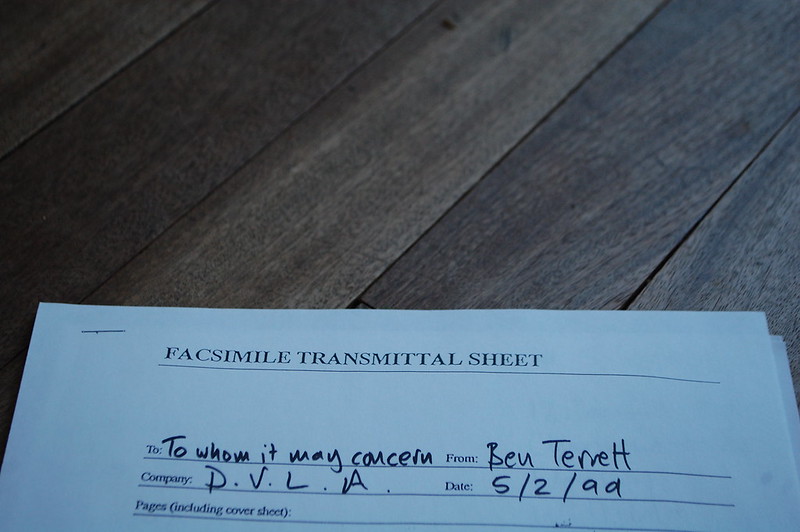 FACSIMILE TRANSMITTAL SHEET
To: To whom it may concern From: Ben Terrett
Company: D.V.L.A. Date: 5/2/99
Pages (including cover sheet):